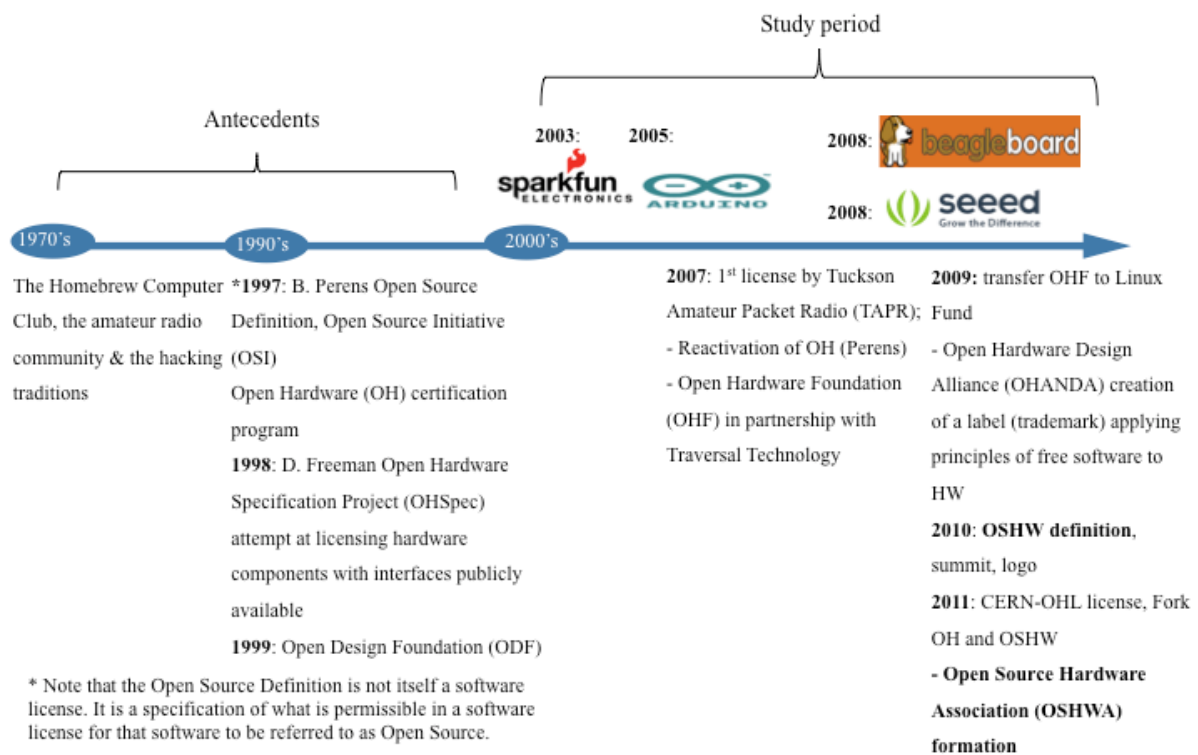 Study period
Antecedents
2003:
sparkfun
ELECTRONICS
2005:
ARDUINO
2008:
beagleboard
2008:
seeed
Grow the Difference
1970's
1990's
2000's
The Homebrew Computer
Club, the amateur radio
community & the hacking
traditions
*1997: B. Perens Open Source
Definition, Open Source Initiative
(OSI)
Open Hardware (OH) certification
program
1998: D. Freeman Open Hardware
Specification Project (OHSpec)
attempt at licensing hardware
components with interfaces publicly
available
1999: Open Design Foundation (ODF)
* Note that the Open Source Definition is not itself a software
license. It is a specification of what is permissible in a software
license for that software to be referred to as Open Source.
2007: 1st license by Tuckson
Amateur Packet Radio (TAPR);
- Reactivation of OH (Perens)
- Open Hardware Foundation
(OHF) in partnership with
Traversal Technology
2009: transfer OHF to Linux
Fund
- Open Hardware Design
Alliance (OHANDA) creation
of a label (trademark) applying
principles of free software to
HW
2010: OSHW definition,
summit, logo
2011: CERN-OHL license, Fork
OH and OSHW
- Open Source Hardware
Association (OSHWA)
formation